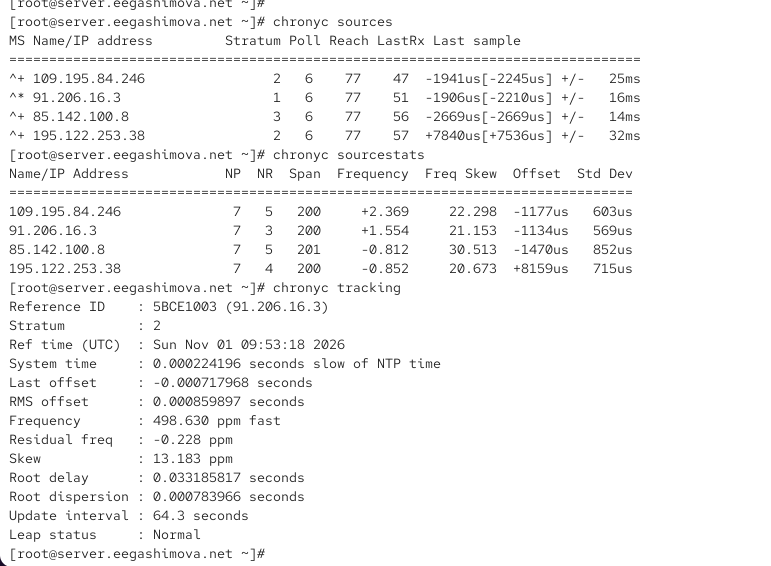 [root@server.eegashimova.net ~]#
[root@server.eegashimova.net ~]# chronyc sources
MS Name/IP address         Stratum Poll Reach LastRx Last sample
===============================================================================
^+ 109.195.84.246                2   6    77    47  -1941us[-2245us] +/-   25ms
^* 91.206.16.3                   1   6    77    51  -1906us[-2210us] +/-   16ms
^+ 85.142.100.8                  3   6    77    56  -2669us[-2669us] +/-   14ms
^+ 195.122.253.38                2   6    77    57  +7840us[+7536us] +/-   32ms
[root@server.eegashimova.net ~]# chronyc sourcestats
Name/IP Address            NP  NR  Span  Frequency  Freq Skew  Offset  Std Dev
==============================================================================
109.195.84.246              7   5   200     +2.369     22.298  -1177us   603us
91.206.16.3                 7   3   200     +1.554     21.153  -1134us   569us
85.142.100.8                7   5   201     -0.812     30.513  -1470us   852us
195.122.253.38              7   4   200     -0.852     20.673  +8159us   715us
[root@server.eegashimova.net ~]# chronyc tracking
Reference ID    : 5BCE1003 (91.206.16.3)
Stratum         : 2
Ref time (UTC)  : Sun Nov 01 09:53:18 2026
System time     : 0.000224196 seconds slow of NTP time
Last offset     : -0.000717968 seconds
RMS offset      : 0.000859897 seconds
Frequency       : 498.630 ppm fast
Residual freq   : -0.228 ppm
Skew            : 13.183 ppm
Root delay      : 0.033185817 seconds
Root dispersion : 0.000783966 seconds
Update interval : 64.3 seconds
Leap status     : Normal
[root@server.eegashimova.net ~]#